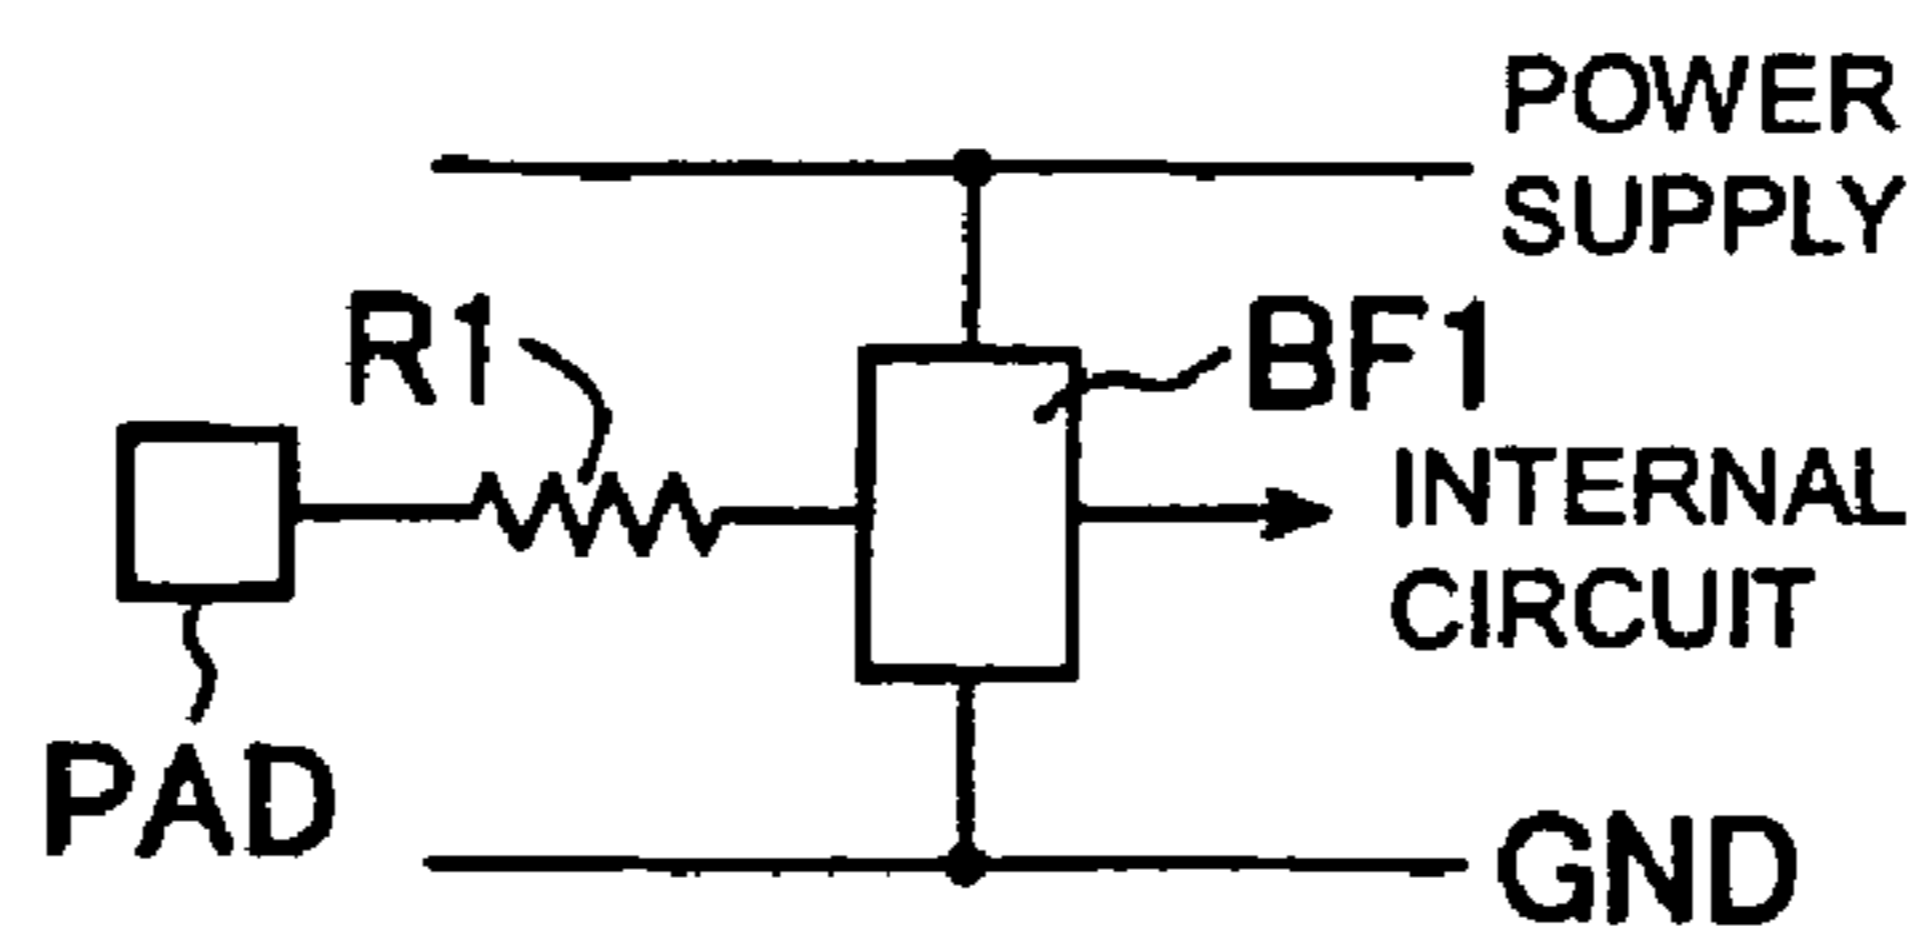 POWER
SUPPLY
R1
BF1
INTERNAL
CIRCUIT
PAD
GND